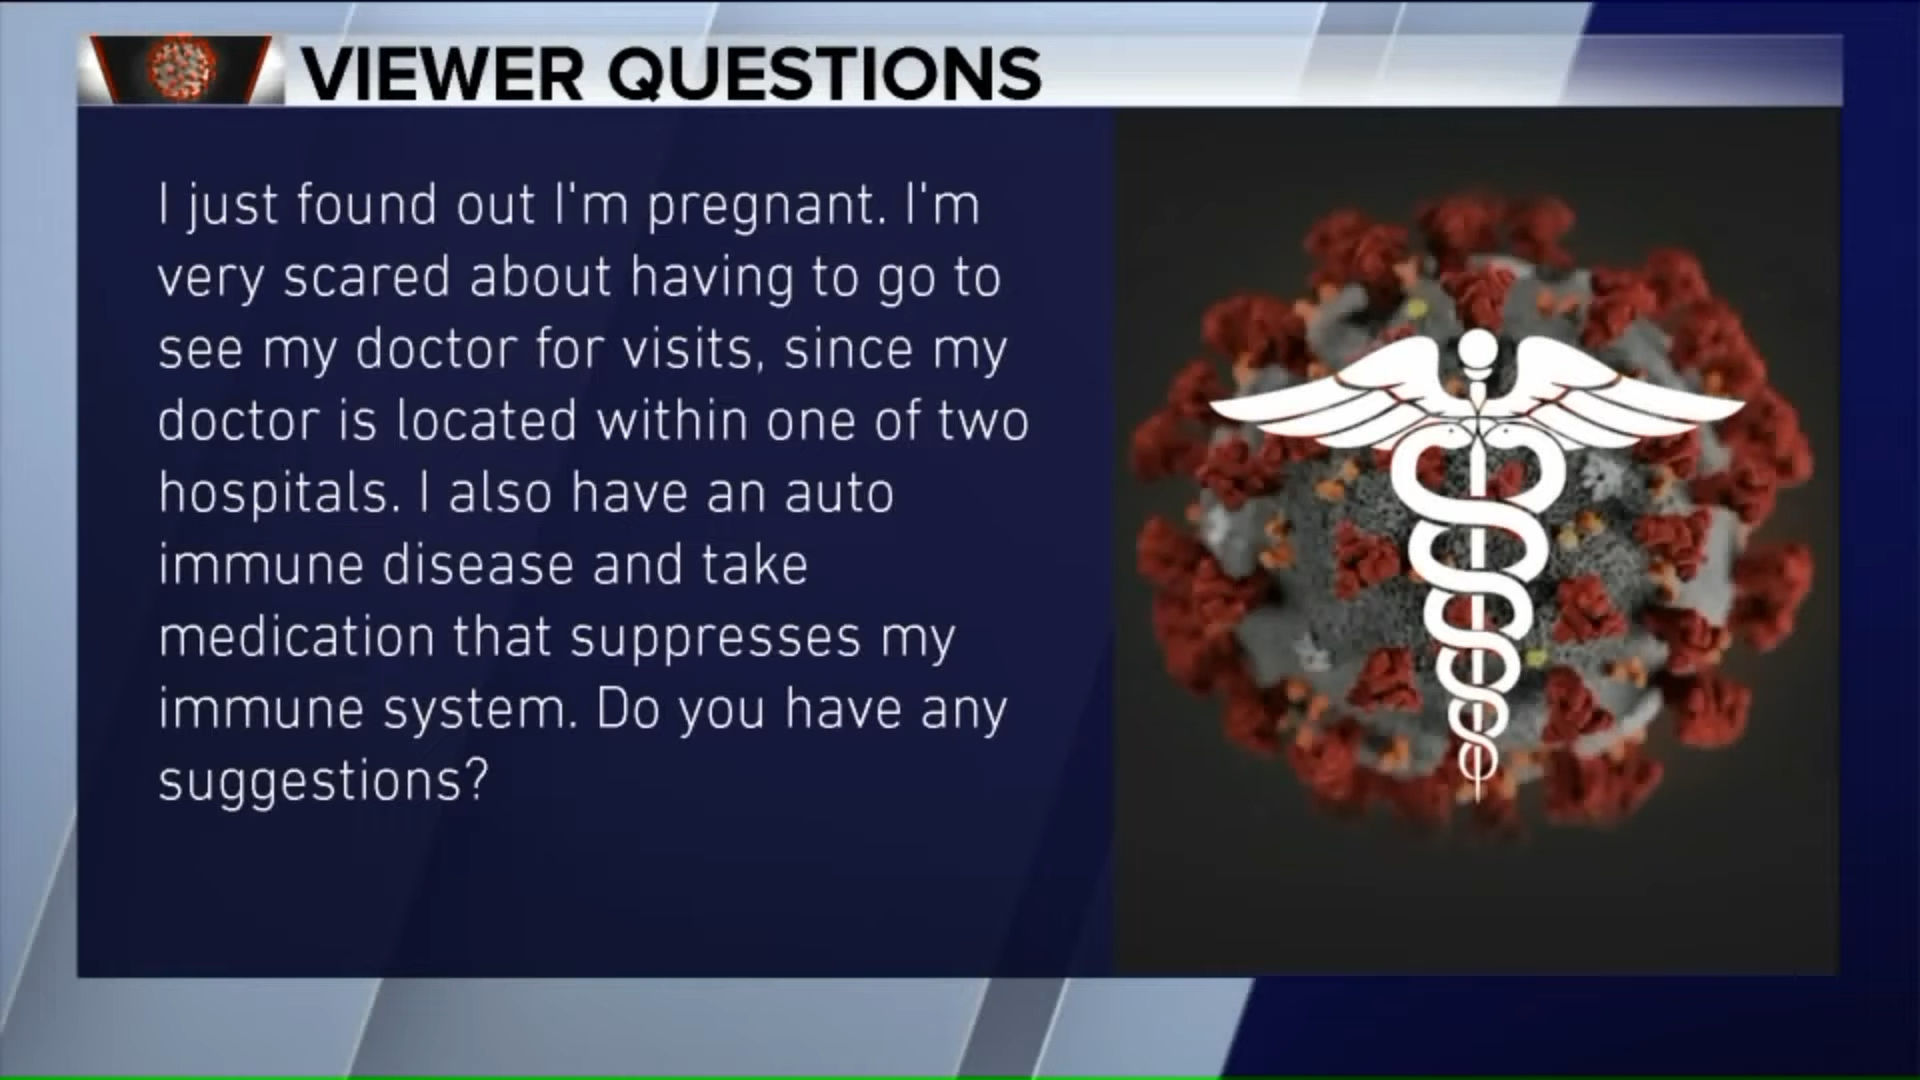 VIEWER QUESTIONS
I just found out I'm pregnant. I'm
very scared about having to go to
see my doctor for visits, since my
doctor is located within one of two
hospitals. I also have an auto
immune disease and take
medication that suppresses my
immune system. Do you have any
suggestions?